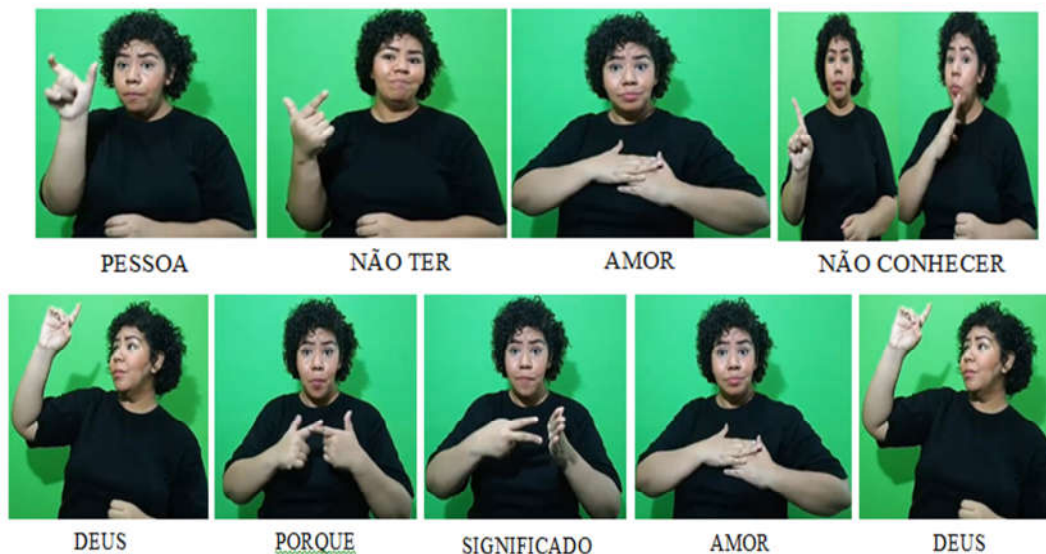 PESSOA NÃO TER AMOR NÃO CONHECER
DEUS PORQUE SIGNIFICADO AMOR DEUS